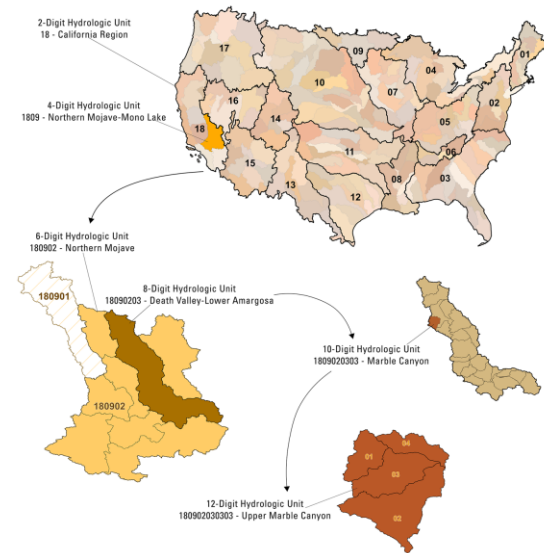 2-Digit Hydrologic Unit
18 - California Region
4-Digit Hydrologic Unit
1809 - Northern Mojave-Mono Lake
17
09
01
04
10
07
02
16
18
14
05
11
06
15
03
08
13
12
6-Digit Hydrologic Unit
180902 - Northern Mojave
8-Digit Hydrologic Unit
18090203 - Death Valley-Lower Amargosa
180901
180902
10-Digit Hydrologic Unit
1809020303 - Marble Canyon
04
01
03
02
12-Digit Hydrologic Unit
180902030303 - Upper Marble Canyon